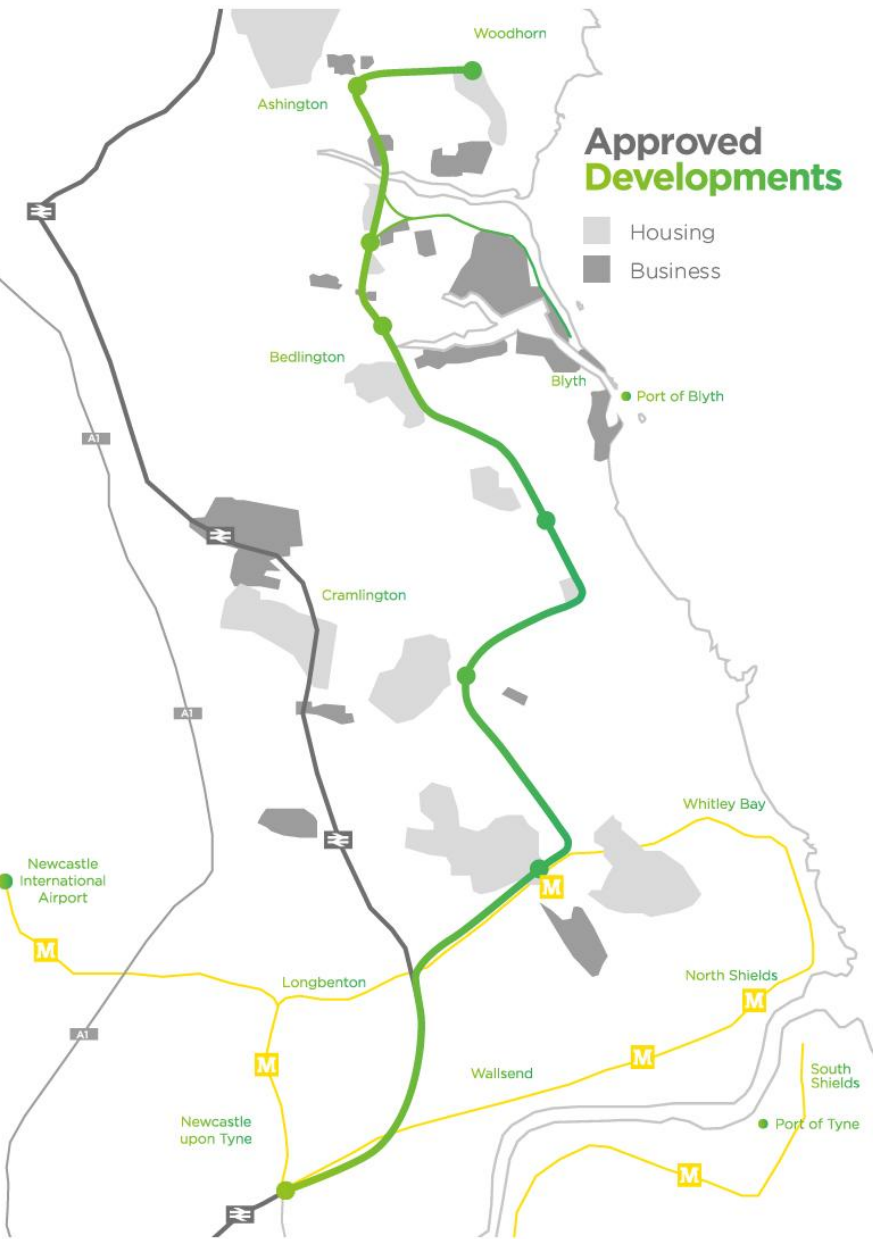 Woodhorn
Ashington
Approved
Developments
Housing
Business
Bedlington
Blyth
Port of Blyth
A1
Cramlington
A1
Whitley Bay
Newcastle
International
Airport
M
M
Longbenton
North Shields
M
A1
M
M
Wallsend
South
Shields
Newcastle
upon Tyne
Port of Tyne
M